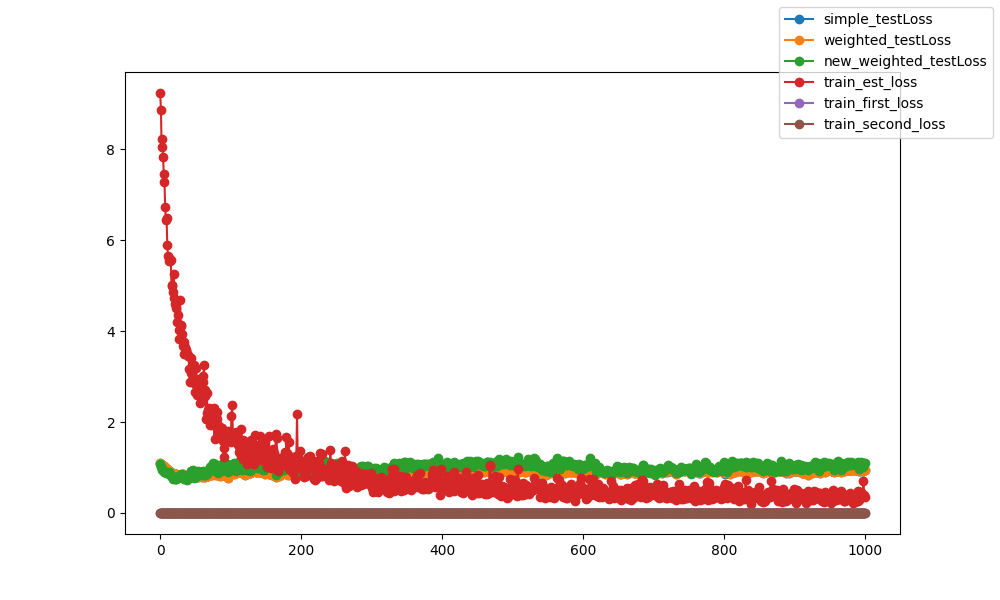 simple_testLoss
weighted_testLoss
new_weighted_testLoss
train_est_loss
train_first_loss
train_second_loss
8
6
4
2
0
0 200 400 600 800 1000